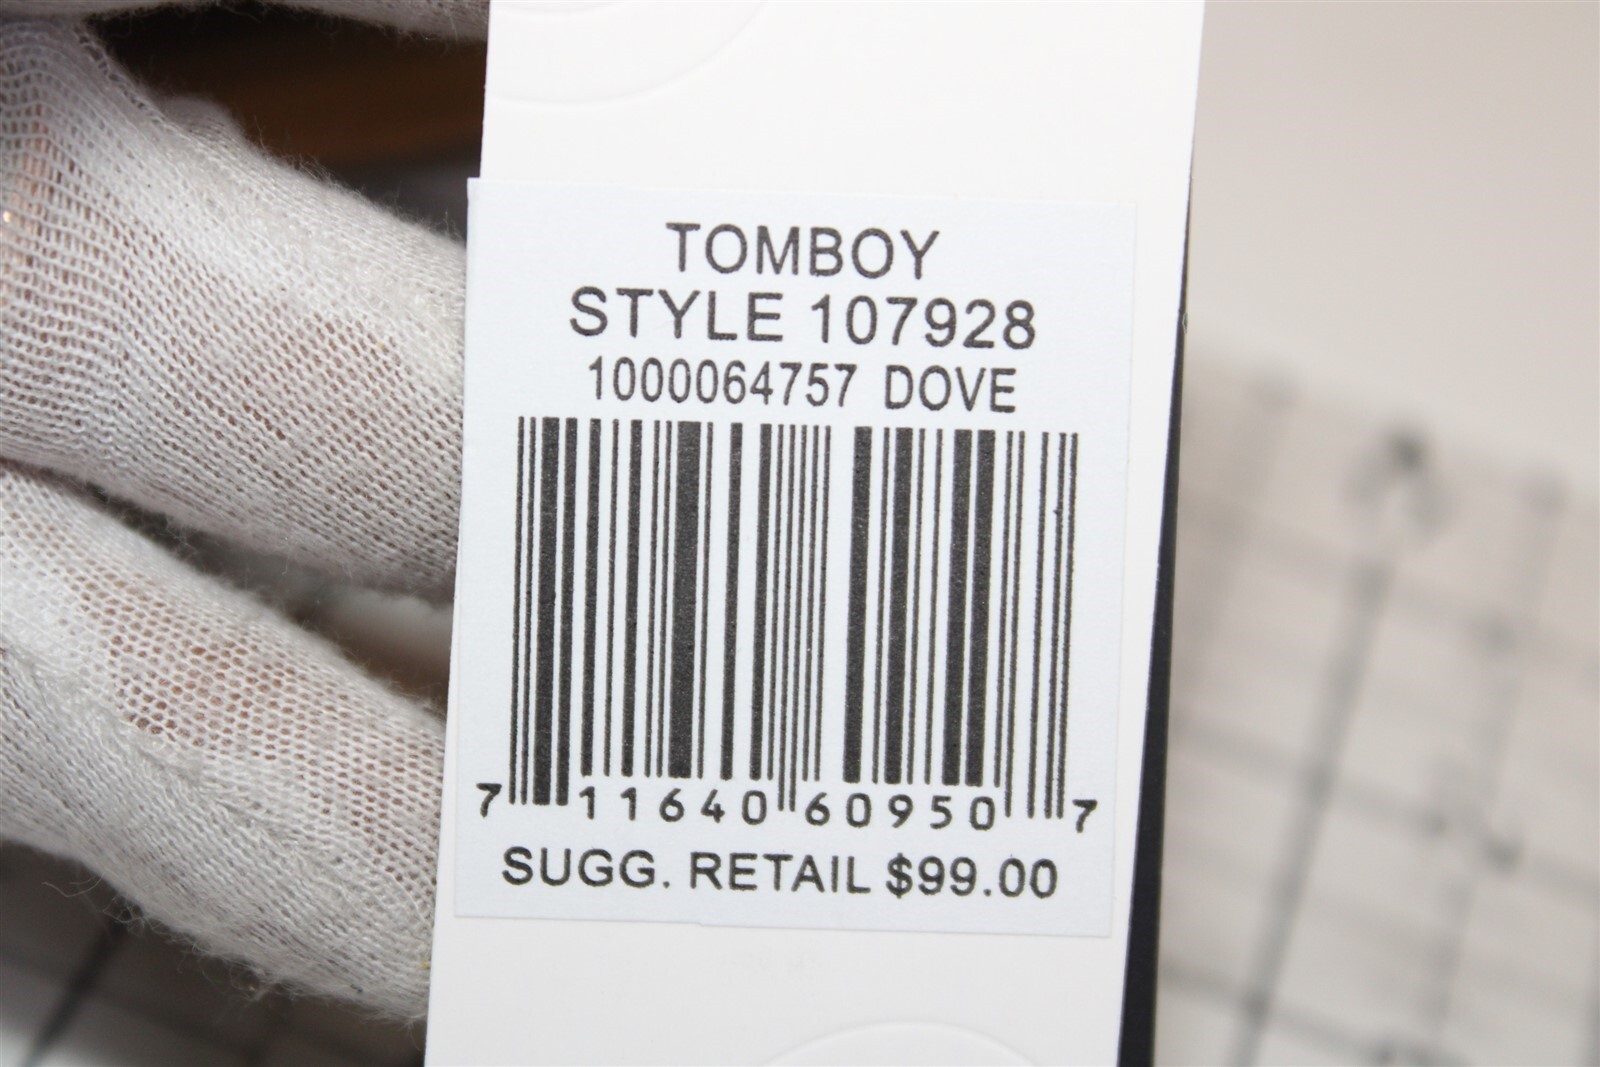 TOMBOY
STYLE 107928
1000064757 DOVE
7 11640 60950 7
SUGG. RETAIL $99.00